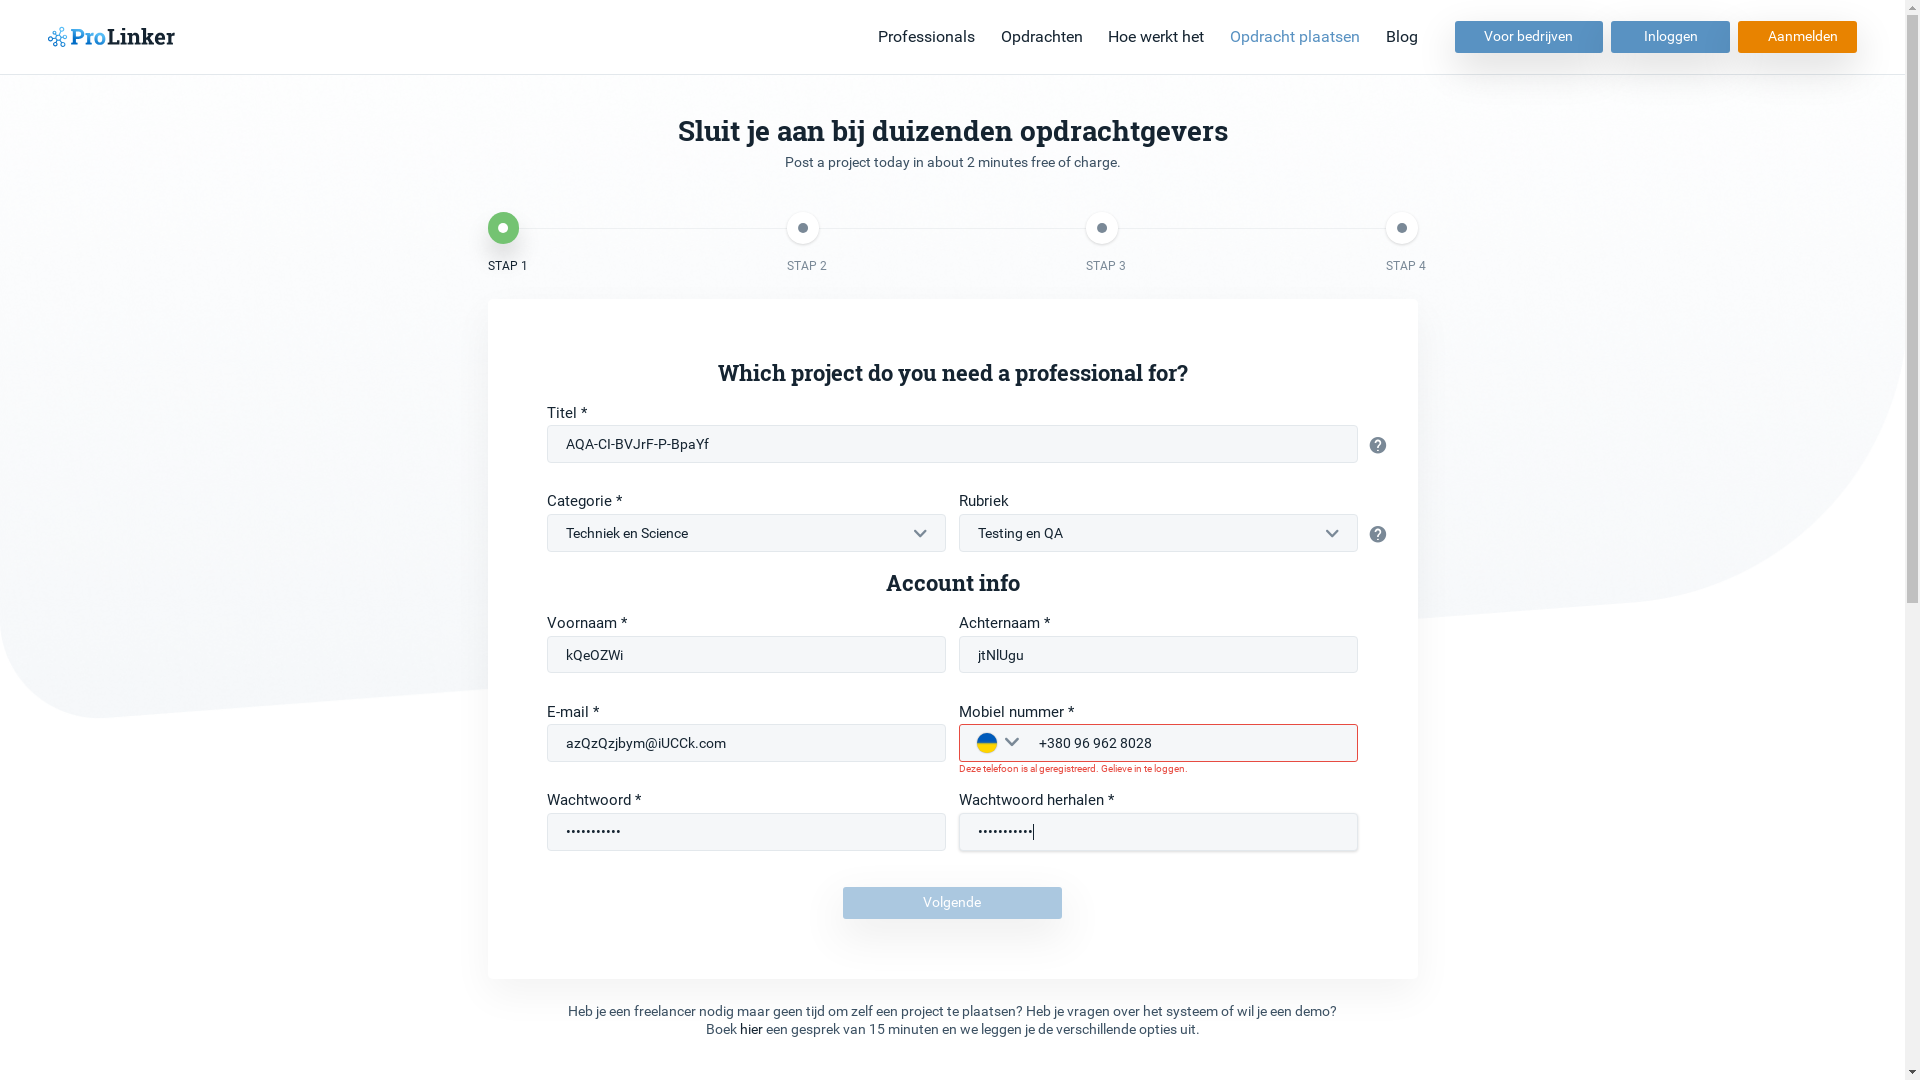 ProLinker
Professionals Opdrachten Hoe werkt het Opdracht plaatsen Blog Voor bedrijven Inloggen Aanmelden
Sluit je aan bij duizenden opdrachtgevers
Post a project today in about 2 minutes free of charge.
STAP 1 STAP 2 STAP 3 STAP 4
Which project do you need a professional for?
Titel *
AQA-CI-BVJrF-P-BpaYf
Categorie * Rubriek
Techniek en Science Testing en QA
Account info
Voornaam * Achternaam *
kQeOZWi jtNlUgu
E-mail * Mobiel nummer *
azQzQzjbym@iUCCk.com +380 96 962 8028
Deze telefoon is al geregistreerd. Gelieve in te loggen.
Wachtwoord * Wachtwoord herhalen *
••••••••••• •••••••••••
Volgende
Heb je een freelancer nodig maar geen tijd om zelf een project te plaatsen? Heb je vragen over het systeem of wil je een demo?
Boek hier een gesprek van 15 minuten en we leggen je de verschillende opties uit.